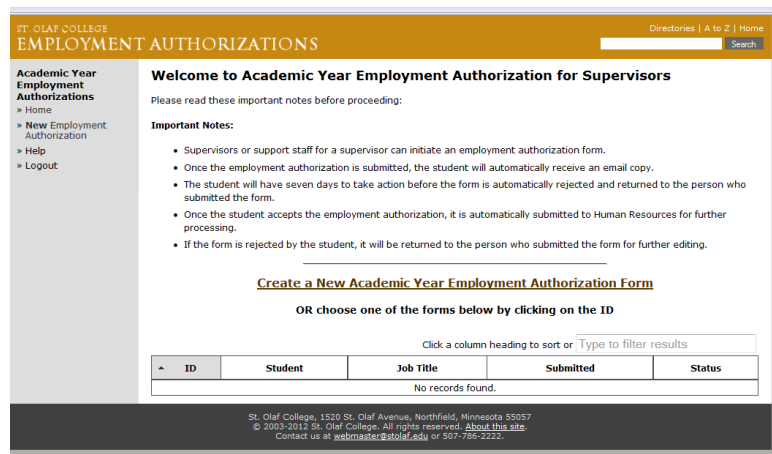 ST. OLAF COLLEGE
EMPLOYMENT AUTHORIZATIONS
Directories | A to Z | Home
Search
Academic Year
Employment
Authorizations
» Home
» New Employment
Authorization
» Help
» Logout
Welcome to Academic Year Employment Authorization for Supervisors
Please read these important notes before proceeding:
Important Notes:
• Supervisors or support staff for a supervisor can initiate an employment authorization form.
• Once the employment authorization is submitted, the student will automatically receive an email copy.
• The student will have seven days to take action before the form is automatically rejected and returned to the person who
submitted the form.
• Once the student accepts the employment authorization, it is automatically submitted to Human Resources for further
processing.
• If the form is rejected by the student, it will be returned to the person who submitted the form for further editing.
Create a New Academic Year Employment Authorization Form
OR choose one of the forms below by clicking on the ID
Click a column heading to sort or Type to filter results
ID Student Job Title Submitted Status
No records found.
St. Olaf College, 1520 St. Olaf Avenue, Northfield, Minnesota 55057
© 2003-2012 St. Olaf College. All rights reserved. About this site.
Contact us at webmaster@stolaf.edu or 507-786-2222.